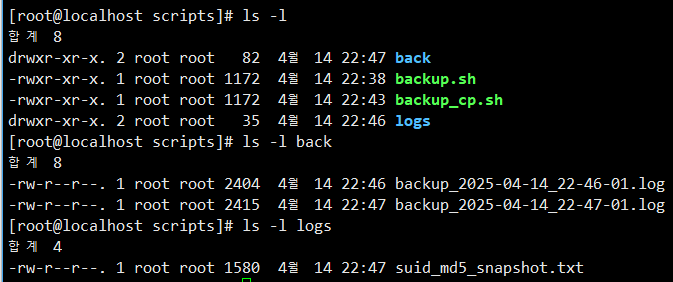 [root@localhost scripts]# ls -l
합계 8
drwxr-xr-x. 2 root root   82  4월  14 22:47 back
-rwxr-xr-x. 1 root root 1172  4월  14 22:38 backup.sh
-rwxr-xr-x. 1 root root 1172  4월  14 22:43 backup_cp.sh
drwxr-xr-x. 2 root root   35  4월  14 22:46 logs
[root@localhost scripts]# ls -l back
합계 8
-rw-r--r--. 1 root root 2404  4월  14 22:46 backup_2025-04-14_22-46-01.log
-rw-r--r--. 1 root root 2415  4월  14 22:47 backup_2025-04-14_22-47-01.log
[root@localhost scripts]# ls -l logs
합계 4
-rw-r--r--. 1 root root 1580  4월  14 22:47 suid_md5_snapshot.txt